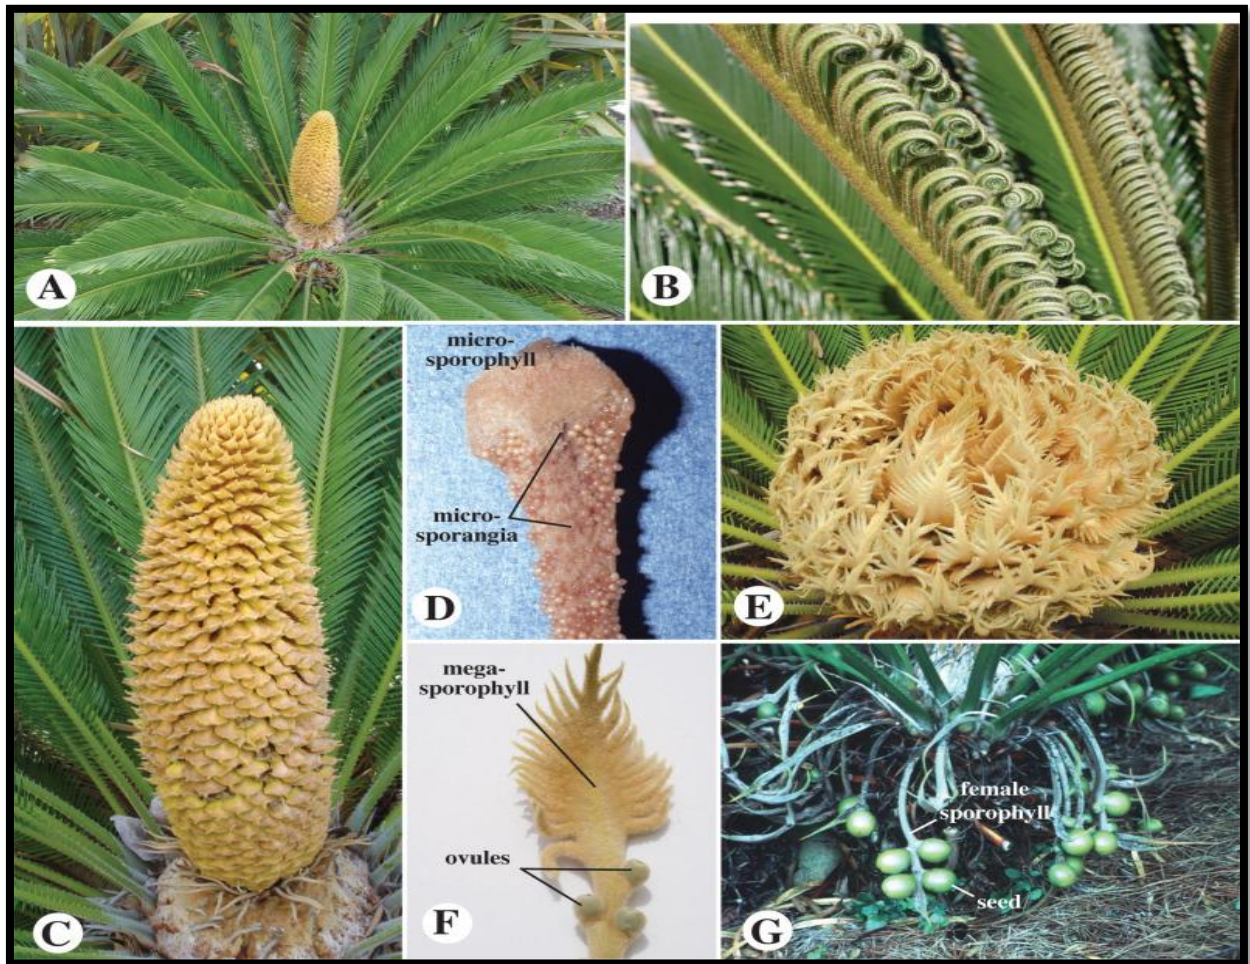 A
B
micro-
sporophyll
micro-
sporangia
D
E
C
mega-
sporophyll
ovules
F
female
sporophyll
seed
G